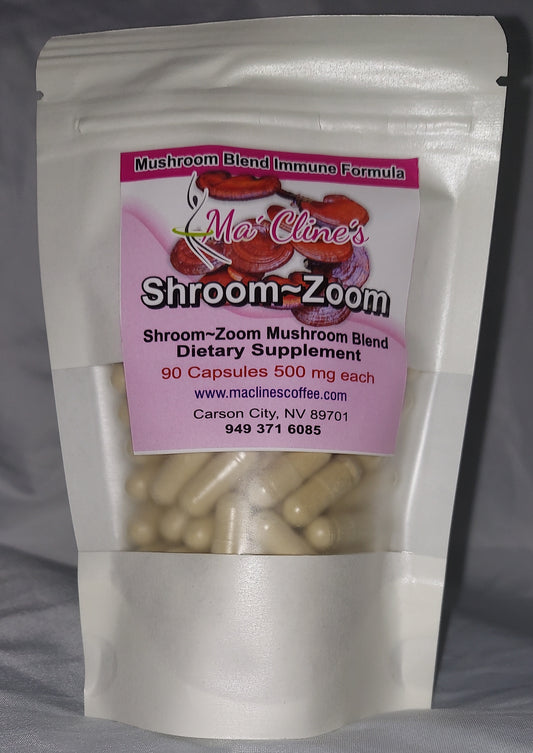 Mushroom Blend Immune Formula
Ma' Cline's
Shroom~Zoom
Shroom~Zoom Mushroom Blend
Dietary Supplement
90 Capsules 500 mg each
www.maclinescoffee.com
Carson City, NV 89701
949 371 6085